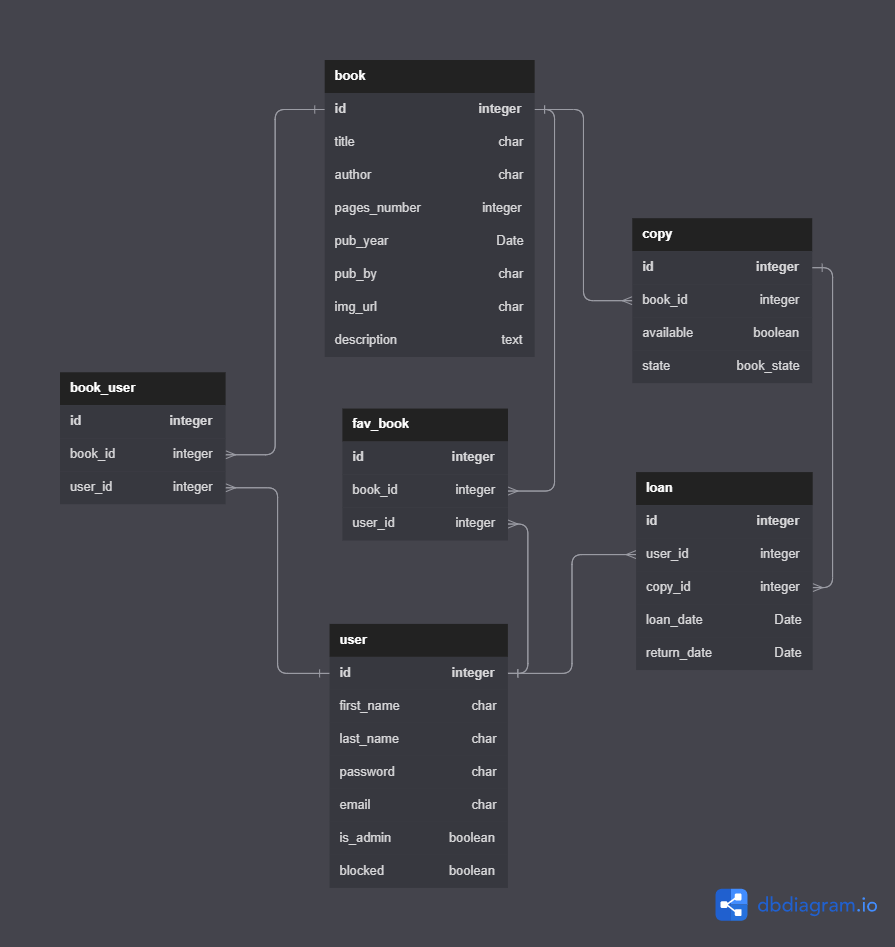 book
id integer
title char
author char
pages_number integer
pub_year Date
pub_by char
img_url char
description text
copy
id integer
book_id integer
available boolean
state book_state
book_user
id integer
book_id integer
user_id integer
fav_book
id integer
book_id integer
user_id integer
loan
id integer
user_id integer
copy_id integer
loan_date Date
return_date Date
user
id integer
first_name char
last_name char
password char
email char
is_admin boolean
blocked boolean
dbdiagram.io